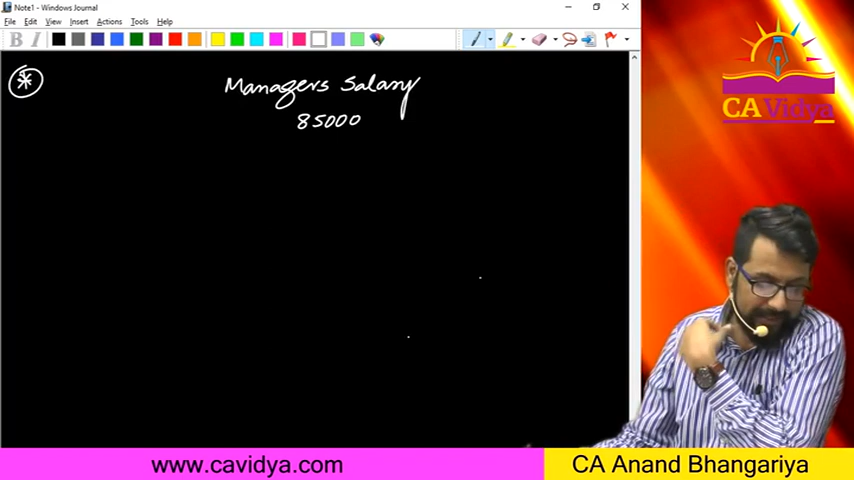 Note1 - Windows Journal
File Edit View Insert Actions Tools Help
B I
Managers Salary
85000
CA Vidya
www.cavidya.com
CA Anand Bhangariya